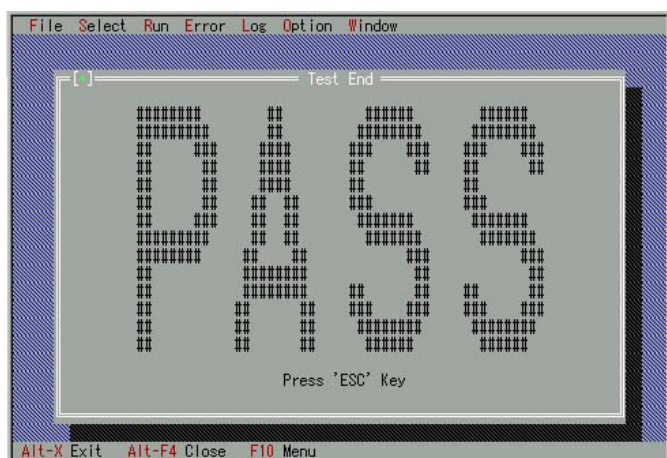 File Select Run Error Log Option Window
Test End
PASS
Press 'ESC' Key
Alt-X Exit Alt-F4 Close F10 Menu